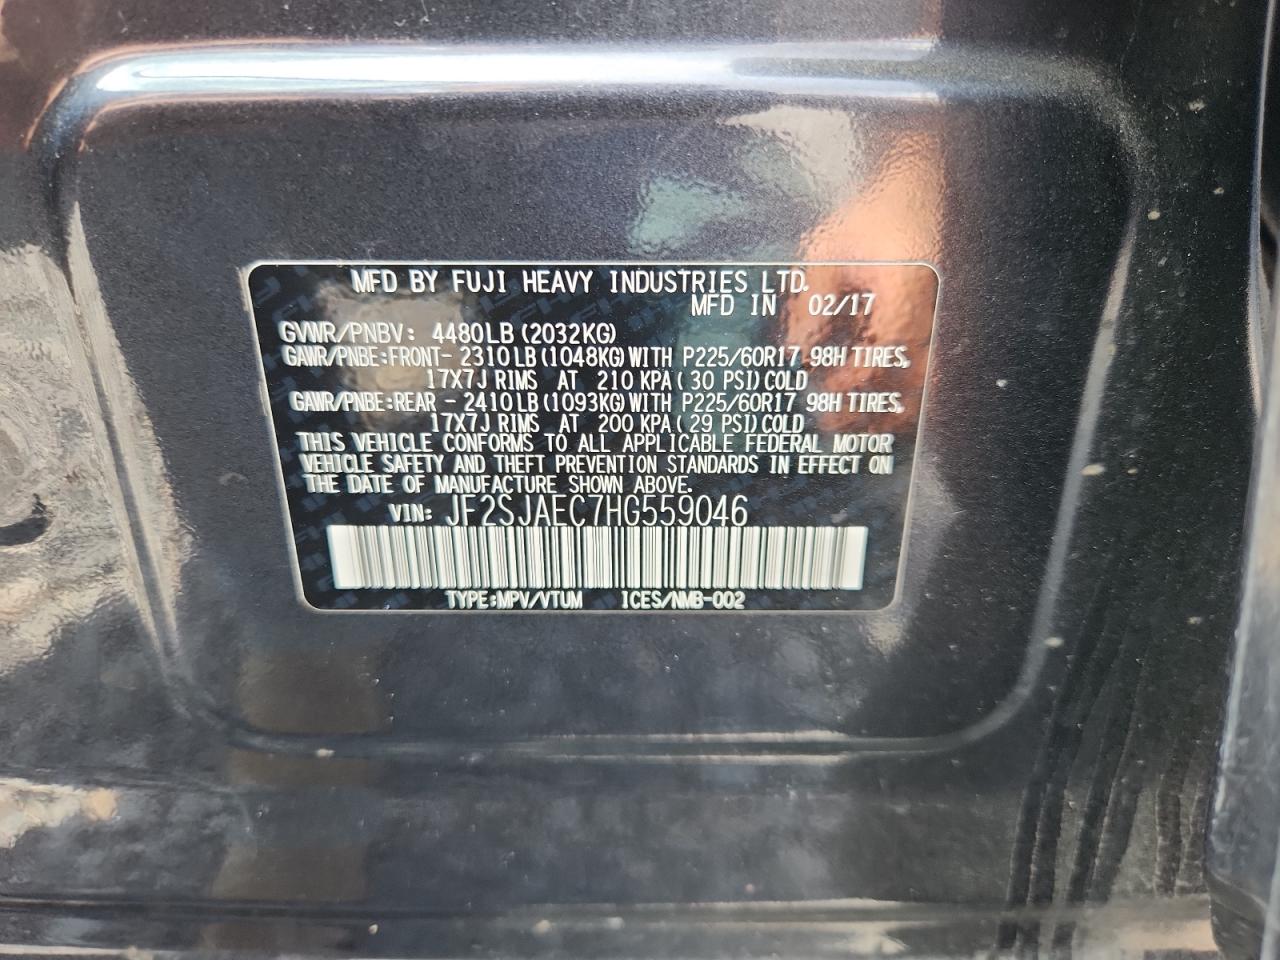 MFD BY FUJI HEAVY INDUSTRIES LTD.
MFD IN 02/17
GVWR/PNBV: 4480LB (2032KG)
GAWR/PNBE:FRONT- 2310LB(1048KG)WITH P225/60R17 98H TIRES,
17X7J RIMS AT 210 KPA( 30 PSI)COLD
GAWR/PNBE:REAR - 2410LB(1093KG)WITH P225/60R17 98H TIRES,
17X7J RIMS AT 200 KPA( 29 PSI)COLD
THIS VEHICLE CONFORMS TO ALL APPLICABLE FEDERAL MOTOR
VEHICLE SAFETY AND THEFT PREVENTION STANDARDS IN EFFECT ON
THE DATE OF MANUFACTURE SHOWN ABOVE.
VIN: JF2SJAEC7HG559046
TYPE:MPV/VTUM ICES/NMB-002